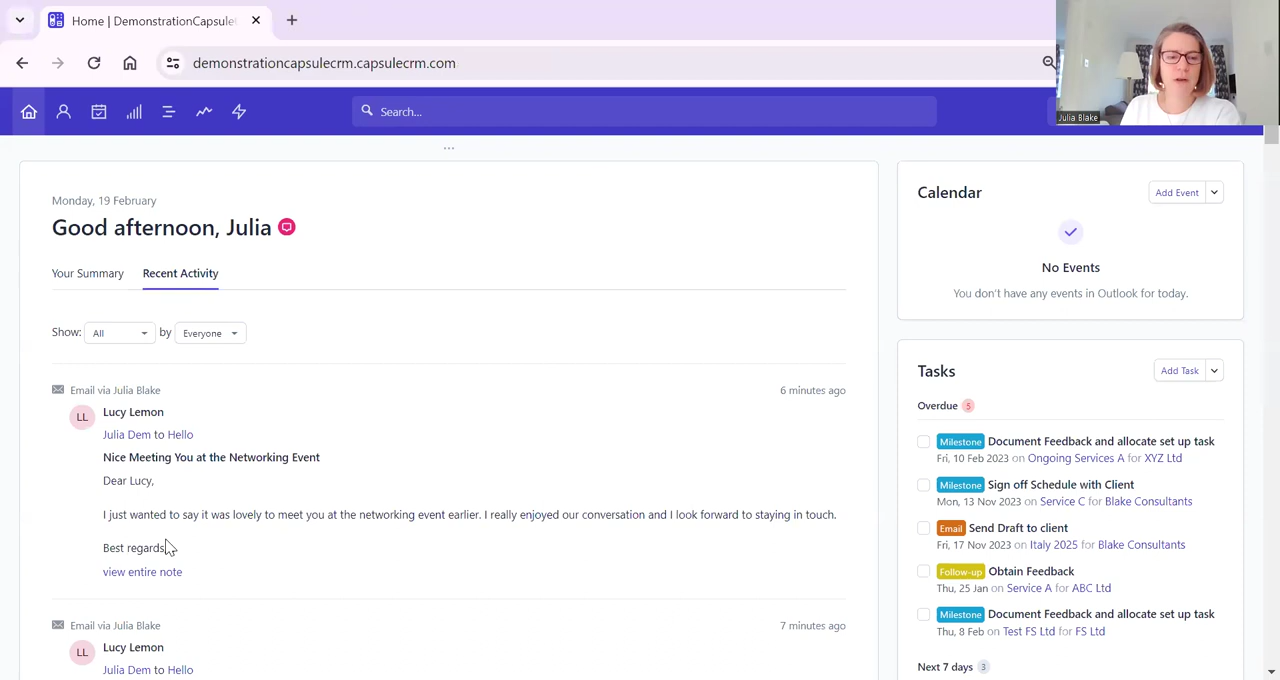 Home | DemonstrationCapsule
demonstrationcapsulecrm.capsulecrm.com
Search...
Julia Blake
Monday, 19 February
Good afternoon, Julia
Your Summary
Recent Activity
Show: All by Everyone
Email via Julia Blake
6 minutes ago
LL
Lucy Lemon
Julia Dem to Hello
Nice Meeting You at the Networking Event
Dear Lucy,
I just wanted to say it was lovely to meet you at the networking event earlier. I really enjoyed our conversation and I look forward to staying in touch.
Best regards
view entire note
Email via Julia Blake
7 minutes ago
LL
Lucy Lemon
Julia Dem to Hello
Calendar
Add Event
No Events
You don't have any events in Outlook for today.
Tasks
Add Task
Overdue 5
Milestone Document Feedback and allocate set up task
Fri, 10 Feb 2023 on Ongoing Services A for XYZ Ltd
Milestone Sign off Schedule with Client
Mon, 13 Nov 2023 on Service C for Blake Consultants
Email Send Draft to client
Fri, 17 Nov 2023 on Italy 2025 for Blake Consultants
Follow-up Obtain Feedback
Thu, 25 Jan on Service A for ABC Ltd
Milestone Document Feedback and allocate set up task
Thu, 8 Feb on Test FS Ltd for FS Ltd
Next 7 days 3